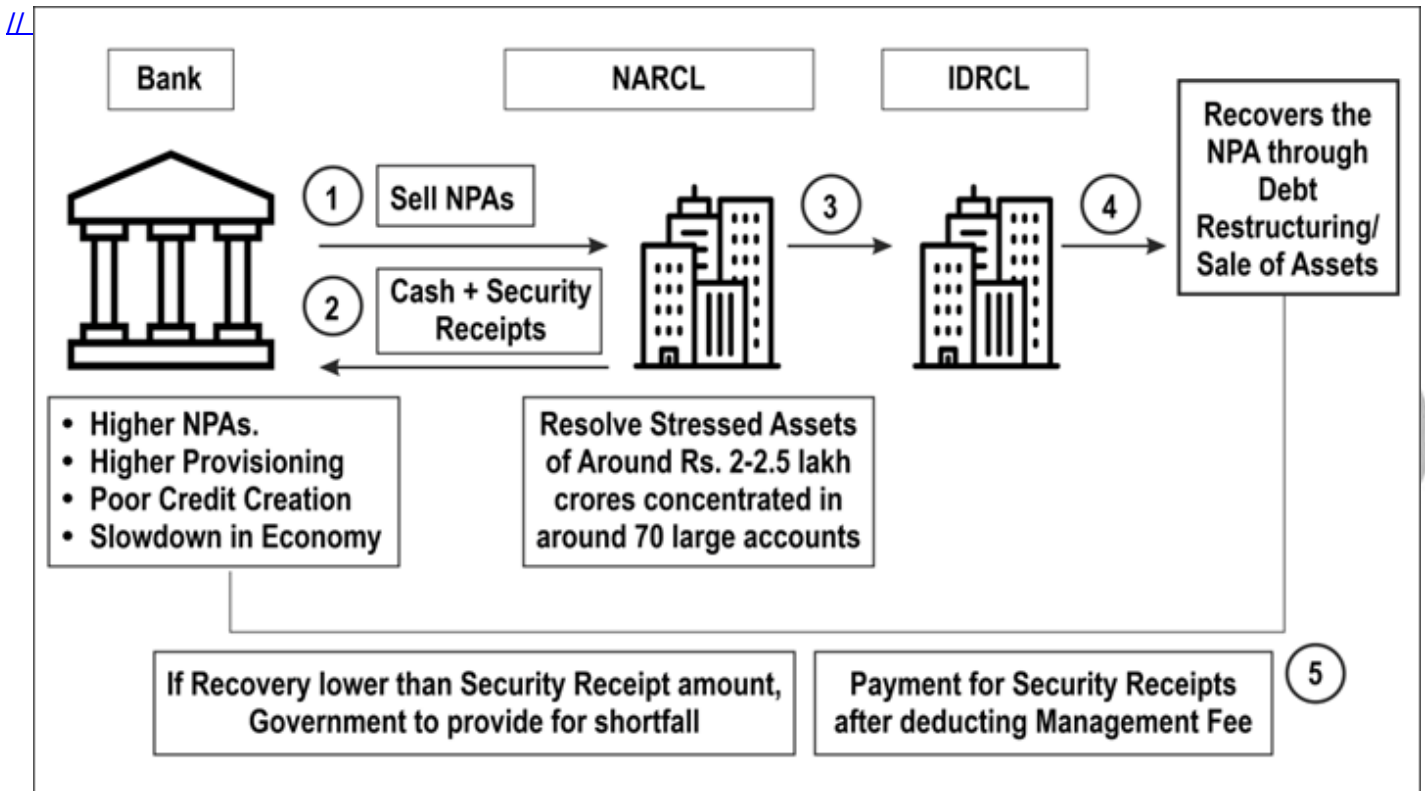 //
Bank
NARCL
IDRCL
Recovers the
NPA through
Debt
Restructuring/
Sale of Assets
1
Sell NPAs
3
4
2
Cash + Security
Receipts
• Higher NPAs.
• Higher Provisioning
• Poor Credit Creation
• Slowdown in Economy
Resolve Stressed Assets
of Around Rs. 2-2.5 lakh
crores concentrated in
around 70 large accounts
If Recovery lower than Security Receipt amount,
Government to provide for shortfall
Payment for Security Receipts
after deducting Management Fee
5